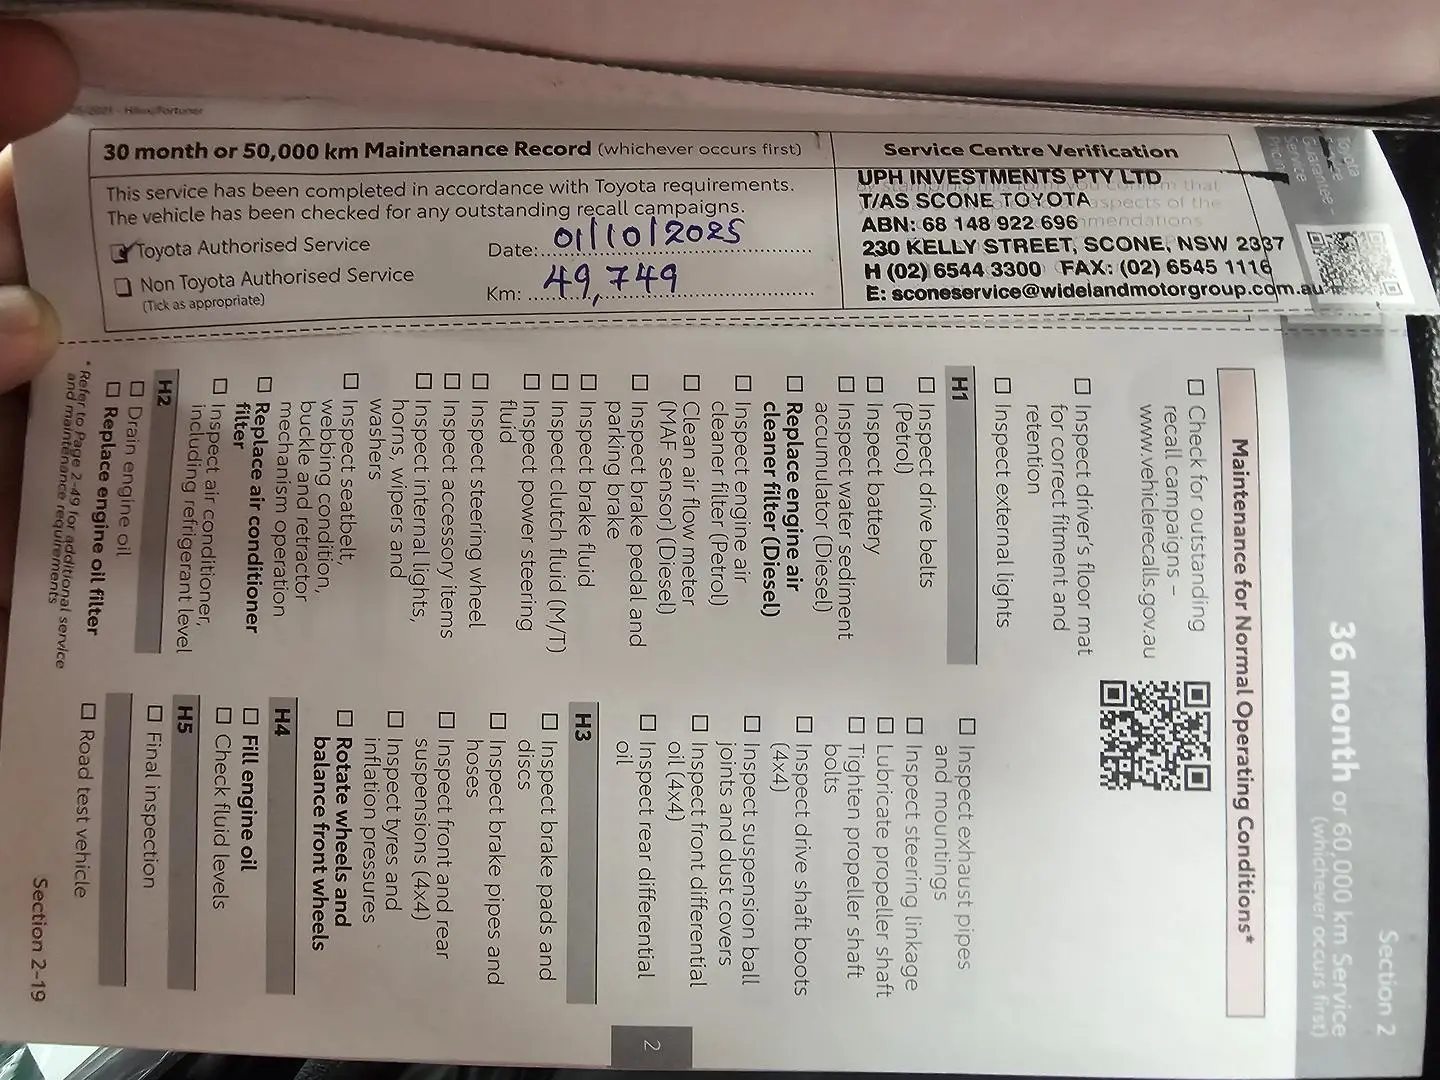 - Hilux/Fortuner
30 month or 50,000 km Maintenance Record (whichever occurs first)
This service has been completed in accordance with Toyota requirements.
The vehicle has been checked for any outstanding recall campaigns.
Toyota Authorised Service
Non Toyota Authorised Service
(Tick as appropriate)
Date: 01/10/2025
Km: 49,749
Service Centre Verification
UPH INVESTMENTS PTY LTD
T/AS SCONE TOYOTA
ABN: 68 148 922 696
230 KELLY STREET, SCONE, NSW 2337
H (02) 6544 3300 FAX: (02) 6545 1116
E: sconeservice@widelandmotorgroup.com.au
Toyota
Service
Guarantee -
Section 2
36 month or 60,000 km Service
(whichever occurs first)
Maintenance for Normal Operating Conditions*
Check for outstanding
recall campaigns –
www.vehiclerecalls.gov.au
Inspect driver's floor mat
for correct fitment and
retention
Inspect external lights
H1
Inspect drive belts
(Petrol)
Inspect battery
Inspect water sediment
accumulator (Diesel)
Replace engine air
cleaner filter (Diesel)
Inspect engine air
cleaner filter (Petrol)
Clean air flow meter
(MAF sensor) (Diesel)
Inspect brake pedal and
parking brake
Inspect brake fluid
Inspect clutch fluid (M/T)
Inspect power steering
fluid
Inspect steering wheel
Inspect accessory items
Inspect internal lights,
horns, wipers and
washers
Inspect seatbelt,
webbing condition,
buckle and retractor
mechanism operation
Replace air conditioner
filter
Inspect air conditioner,
including refrigerant level
H2
Drain engine oil
Replace engine oil filter
* Refer to Page 2-49 for additional service
and maintenance requirements
Inspect exhaust pipes
and mountings
Inspect steering linkage
Lubricate propeller shaft
Tighten propeller shaft
bolts
Inspect drive shaft boots
(4x4)
Inspect suspension ball
joints and dust covers
Inspect front differential
oil (4x4)
Inspect rear differential
oil
H3
Inspect brake pads and
discs
Inspect brake pipes and
hoses
Inspect front and rear
suspensions (4x4)
Inspect tyres and
inflation pressures
Rotate wheels and
balance front wheels
H4
Fill engine oil
Check fluid levels
H5
Final inspection
Road test vehicle
2
Section 2-19